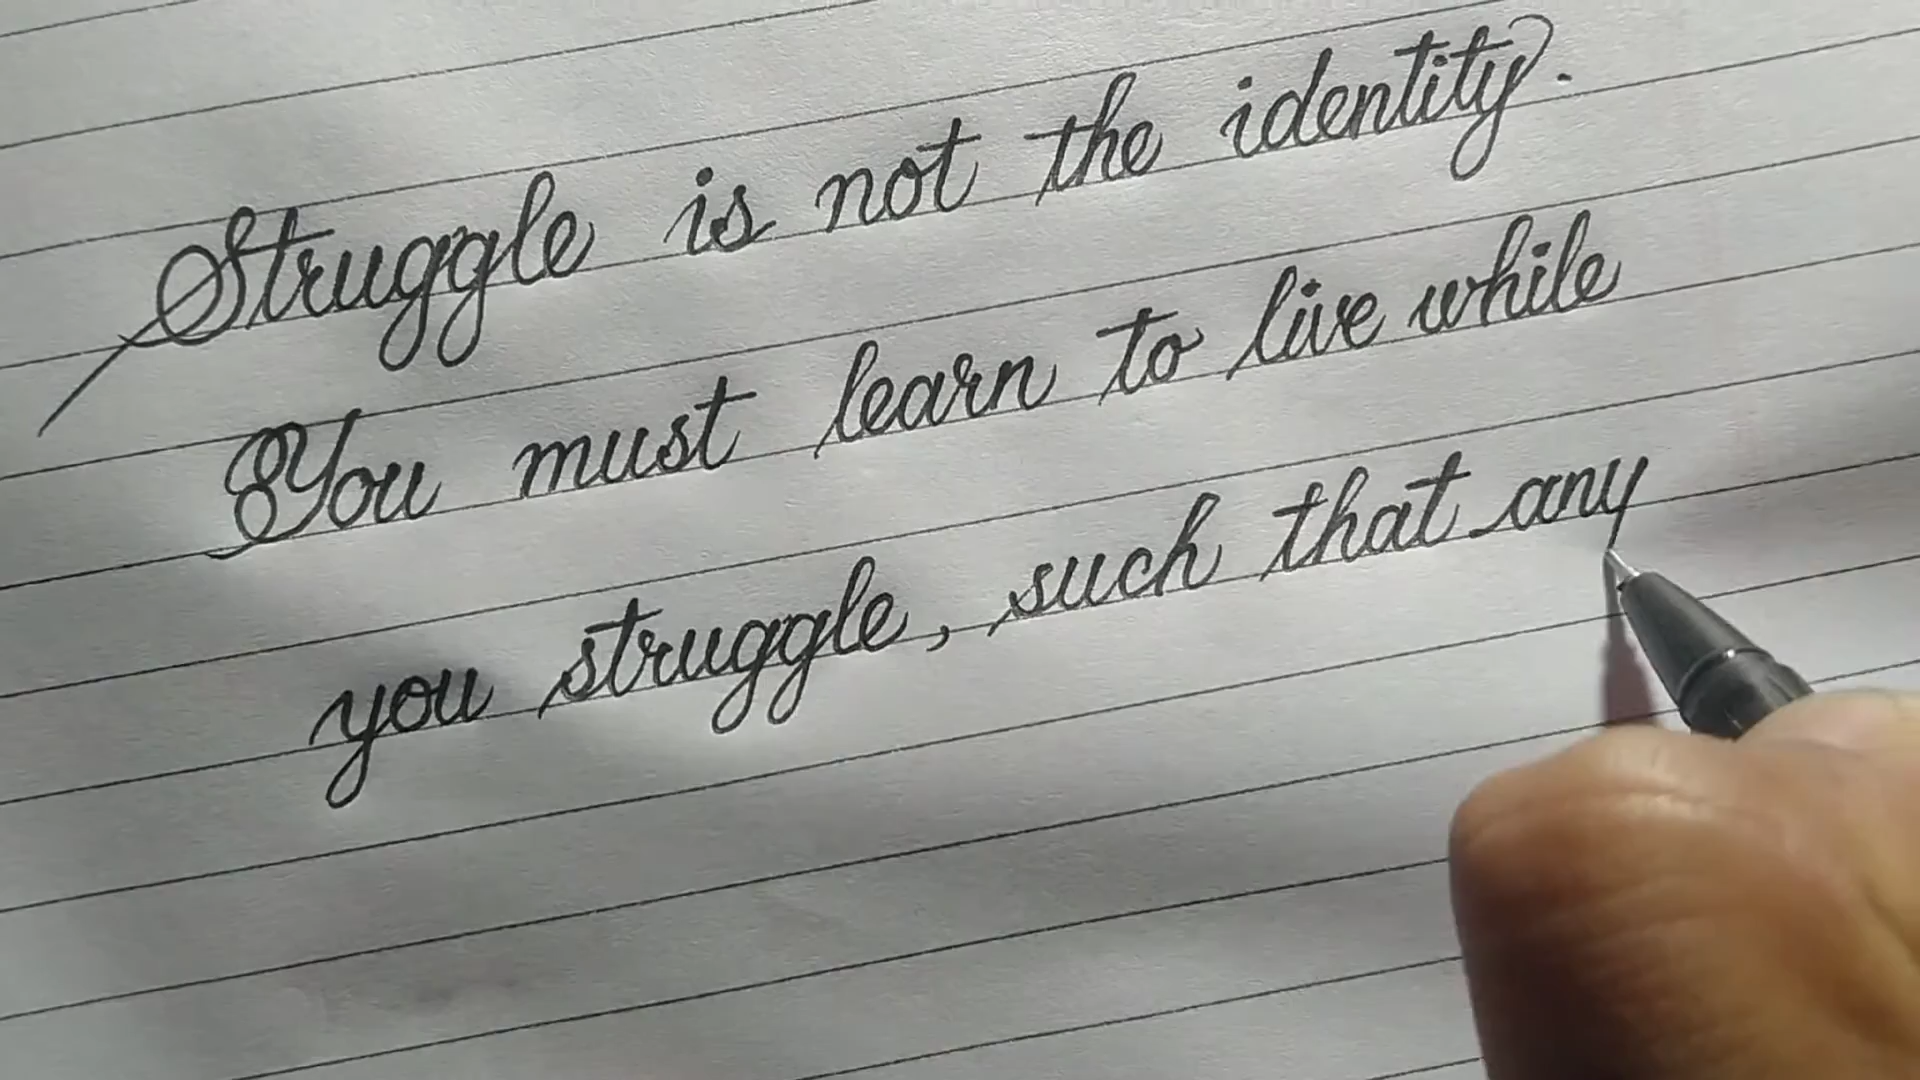 Struggle is not the identity.
You must learn to live while
you struggle, such that any